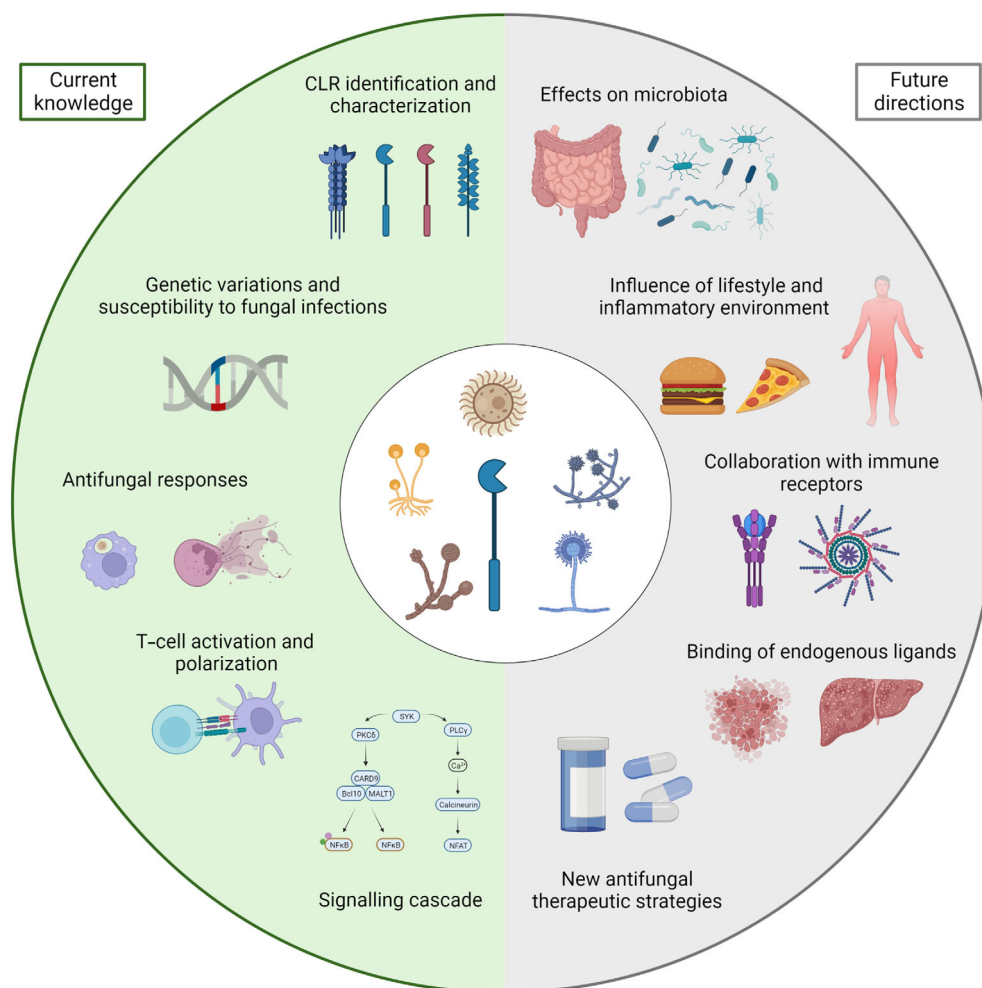 Current
knowledge
CLR identification and
characterization
Genetic variations and
susceptibility to fungal infections
Antifungal responses
T-cell activation and
polarization
SYK
PKCδ
PLCγ
CARD9
Ca²⁺
Bcl10
MALT1
Calcineurin
NFκB
NFκB
NFAT
Signalling cascade
Future
directions
Effects on microbiota
Influence of lifestyle and
inflammatory environment
Collaboration with immune
receptors
Binding of endogenous ligands
New antifungal
therapeutic strategies